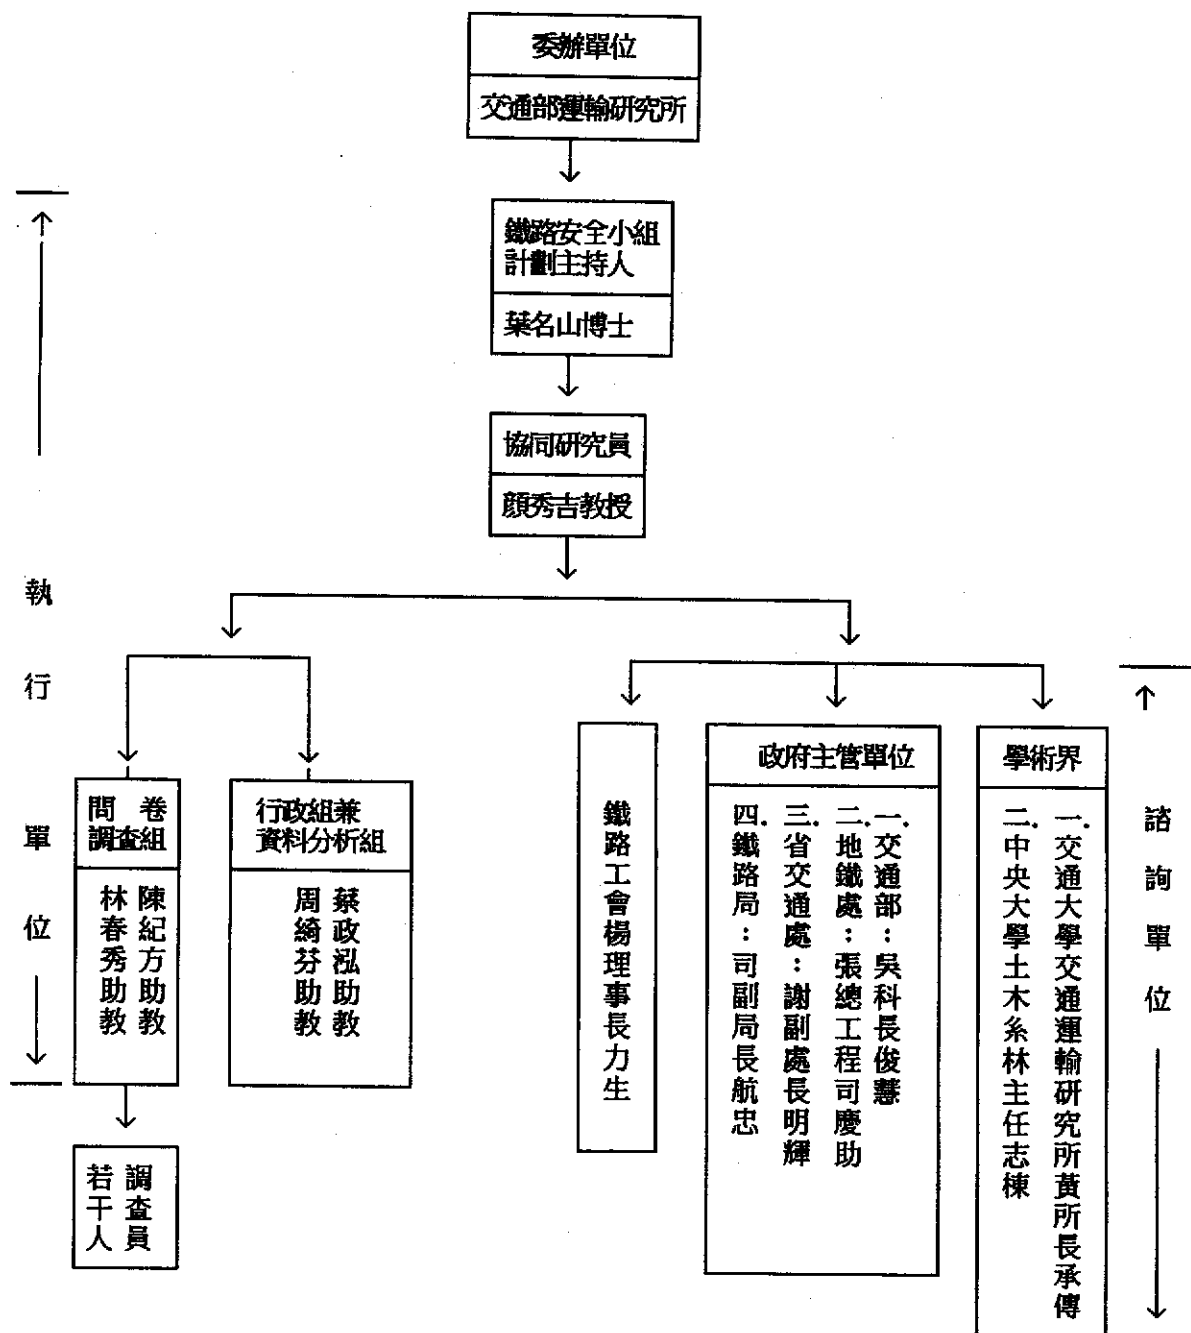 委辦單位
交通部運輸研究所
鐵路安全小組
計劃主持人
葉名山博士
協同研究員
顏秀吉教授
執行單位
問卷
調查組
陳紀方助教
林春秀助教
行政組兼
資料分析組
蔡政泓助教
周綺芬助教
調查員
若干人
鐵路工會楊理事長力生
政府主管單位
一.交通部：吳科長俊慧
二.地鐵處：張總工程司慶助
三.省交通處：謝副處長明輝
四.鐵路局：司副局長航忠
學術界
一.交通大學交通運輸研究所黃所長承傳
二.中央大學土木系林主任志棟
諮詢單位